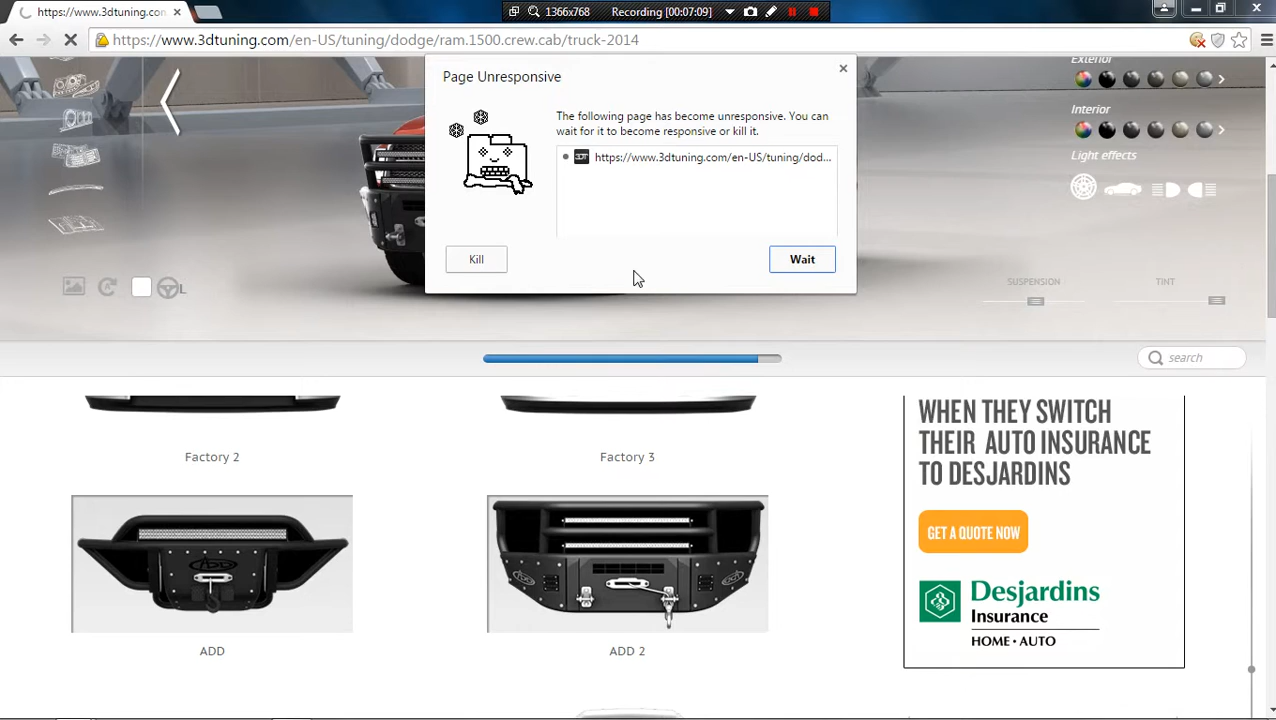 https://www.3dtuning.com...
1366x768
Recording [00:07:09]
https://www.3dtuning.com/en-US/tuning/dodge/ram.1500.crew.cab/truck-2014
Page Unresponsive
The following page has become unresponsive. You can
wait for it to become responsive or kill it.
3DT
https://www.3dtuning.com/en-US/tuning/dod...
Kill
Wait
Exterior
Interior
Light effects
L
SUSPENSION
TINT
search
Factory 2
Factory 3
ADD
ADD 2
WHEN THEY SWITCH
THEIR AUTO INSURANCE
TO DESJARDINS
GET A QUOTE NOW
Desjardins
Insurance
HOME • AUTO